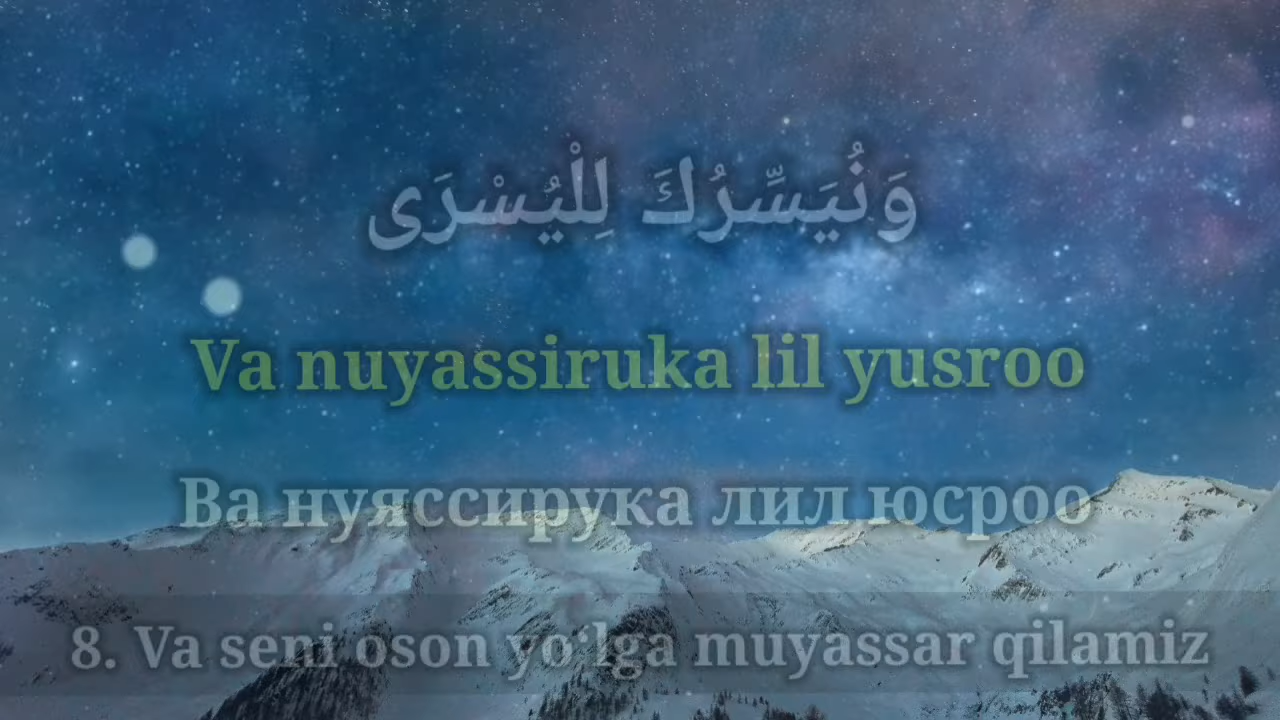 وَنُيَسِّرُكَ لِلْيُسْرَى
Va nuyassiruka lil yusroo
Ва нуяссирука лил юсроо
8. Va seni oson yo‘lga muyassar qilamiz